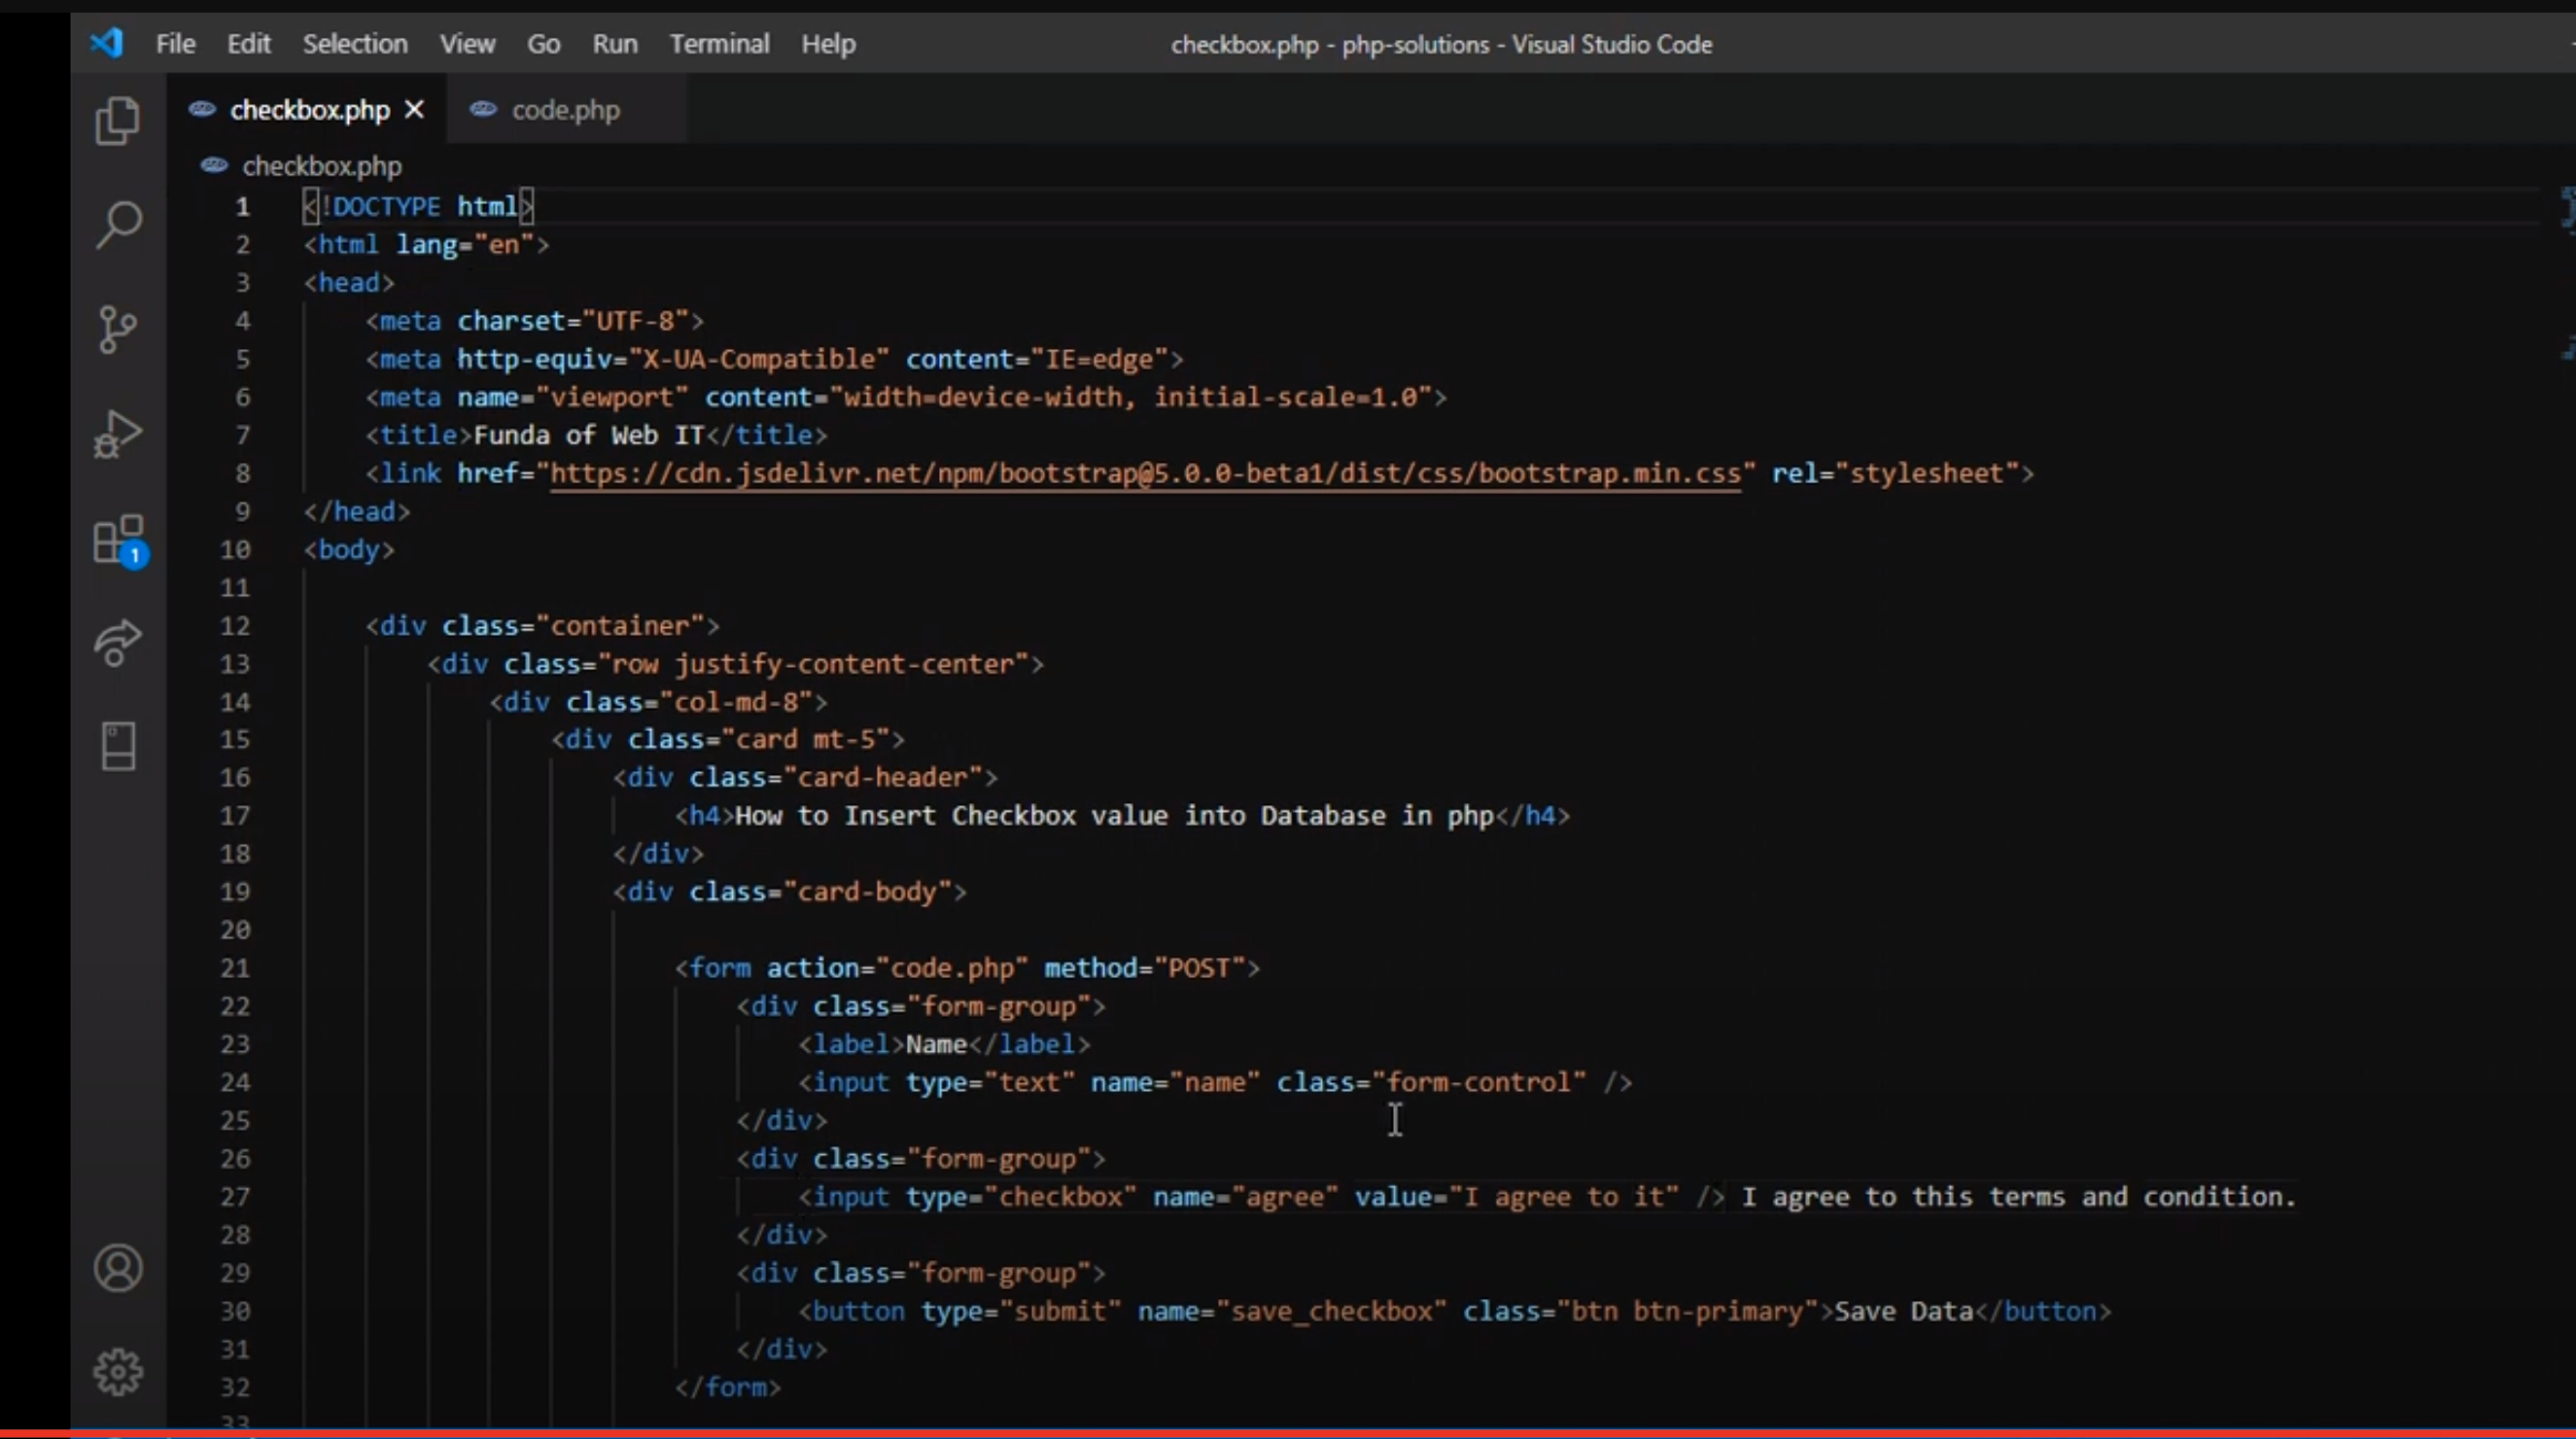 File Edit Selection View Go Run Terminal Help checkbox.php - php-solutions - Visual Studio Code
checkbox.php code.php
checkbox.php
1 <!DOCTYPE html>
2 <html lang="en">
3 <head>
4 <meta charset="UTF-8">
5 <meta http-equiv="X-UA-Compatible" content="IE=edge">
6 <meta name="viewport" content="width=device-width, initial-scale=1.0">
7 <title>Funda of Web IT</title>
8 <link href="https://cdn.jsdelivr.net/npm/bootstrap@5.0.0-beta1/dist/css/bootstrap.min.css" rel="stylesheet">
9 </head>
10 <body>
11
12 <div class="container">
13 <div class="row justify-content-center">
14 <div class="col-md-8">
15 <div class="card mt-5">
16 <div class="card-header">
17 <h4>How to Insert Checkbox value into Database in php</h4>
18 </div>
19 <div class="card-body">
20
21 <form action="code.php" method="POST">
22 <div class="form-group">
23 <label>Name</label>
24 <input type="text" name="name" class="form-control" />
25 </div>
26 <div class="form-group">
27 <input type="checkbox" name="agree" value="I agree to it" /> I agree to this terms and condition.
28 </div>
29 <div class="form-group">
30 <button type="submit" name="save_checkbox" class="btn btn-primary">Save Data</button>
31 </div>
32 </form>
33
1